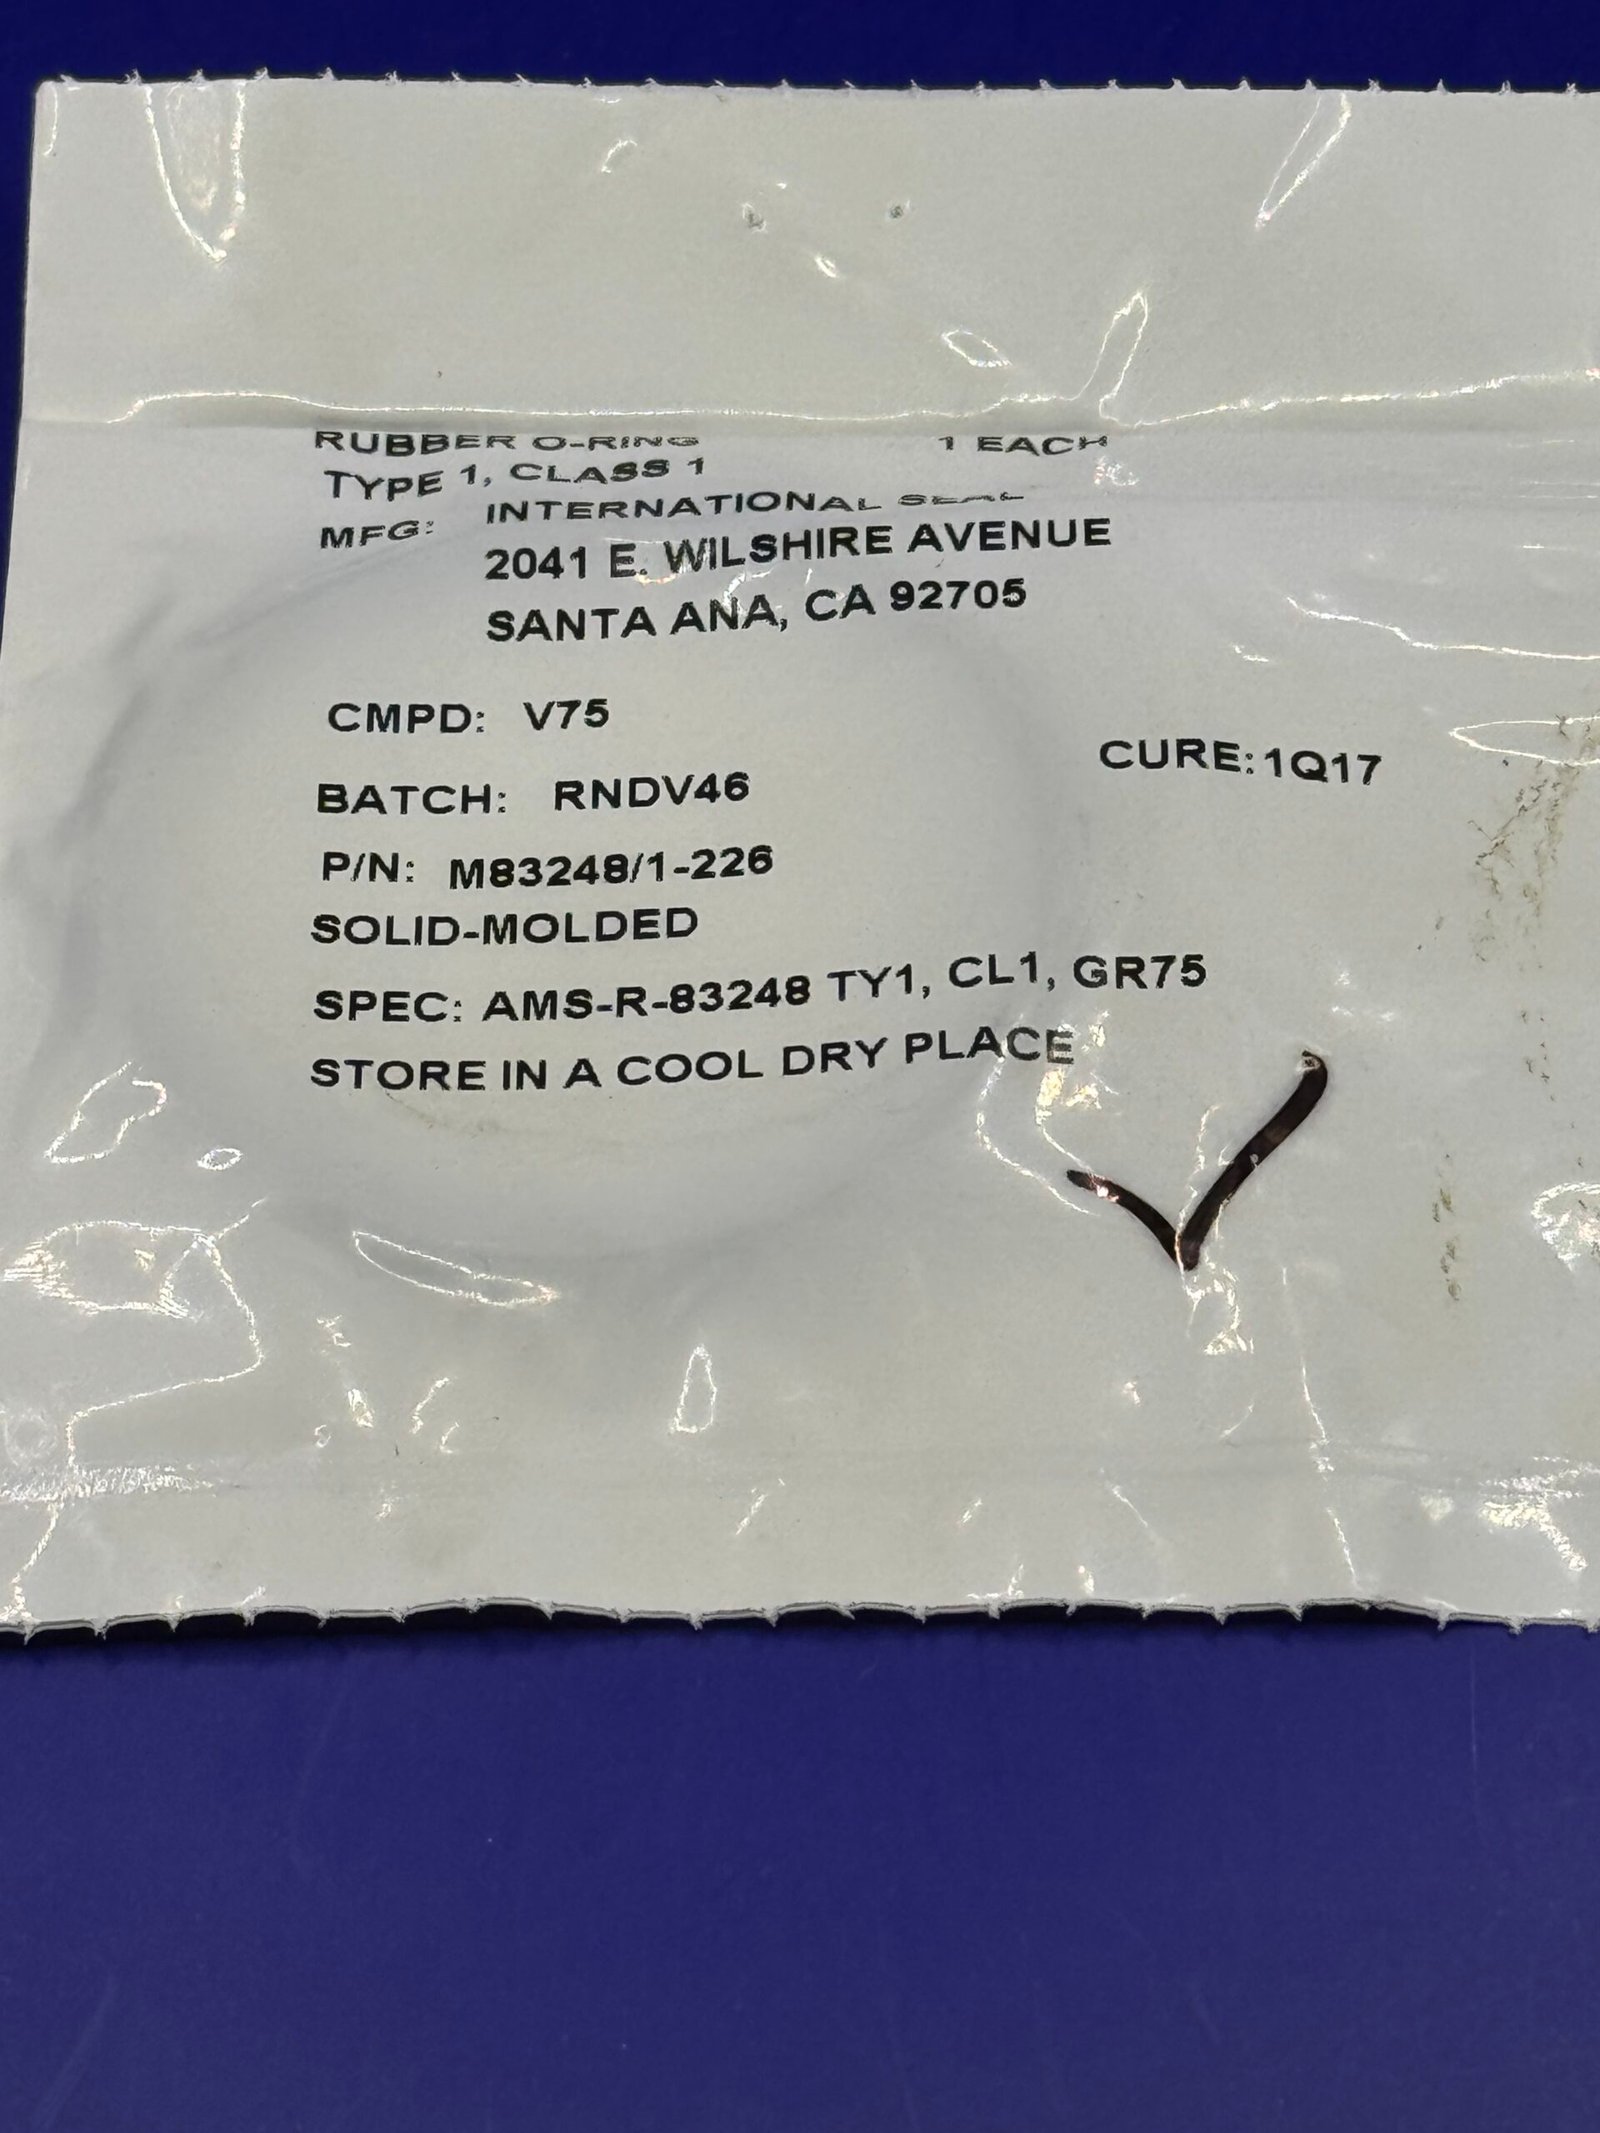 RUBBER O-RING 1 EACH
TYPE 1, CLASS 1
MFG: INTERNATIONAL SEAL
2041 E. WILSHIRE AVENUE
SANTA ANA, CA 92705
CMPD: V75
CURE: 1Q17
BATCH: RNDV46
P/N: M83248/1-226
SOLID-MOLDED
SPEC: AMS-R-83248 TY1, CL1, GR75
STORE IN A COOL DRY PLACE